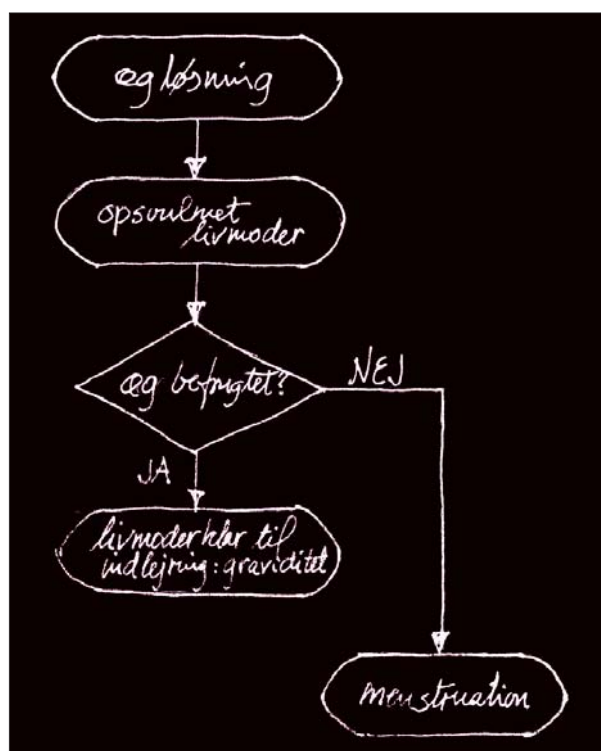 ægløsning
opsvulmet
livmoder
æg befrugtet?
NEJ
JA
livmoder klar til
indlejring: graviditet
menstruation